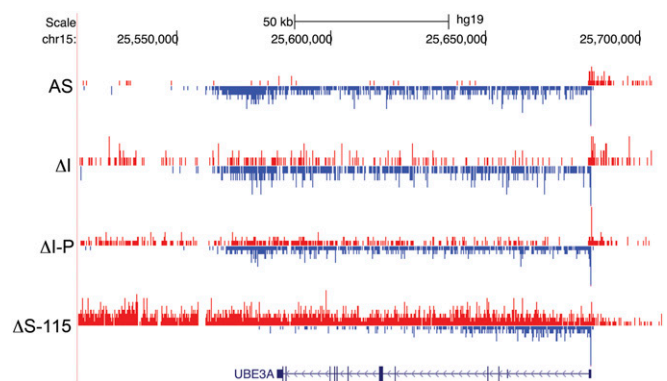 Scale 50 kb hg19
chr15: 25,550,000 25,600,000 25,650,000 25,700,000
AS
ΔI
ΔI-P
ΔS-115
UBE3A